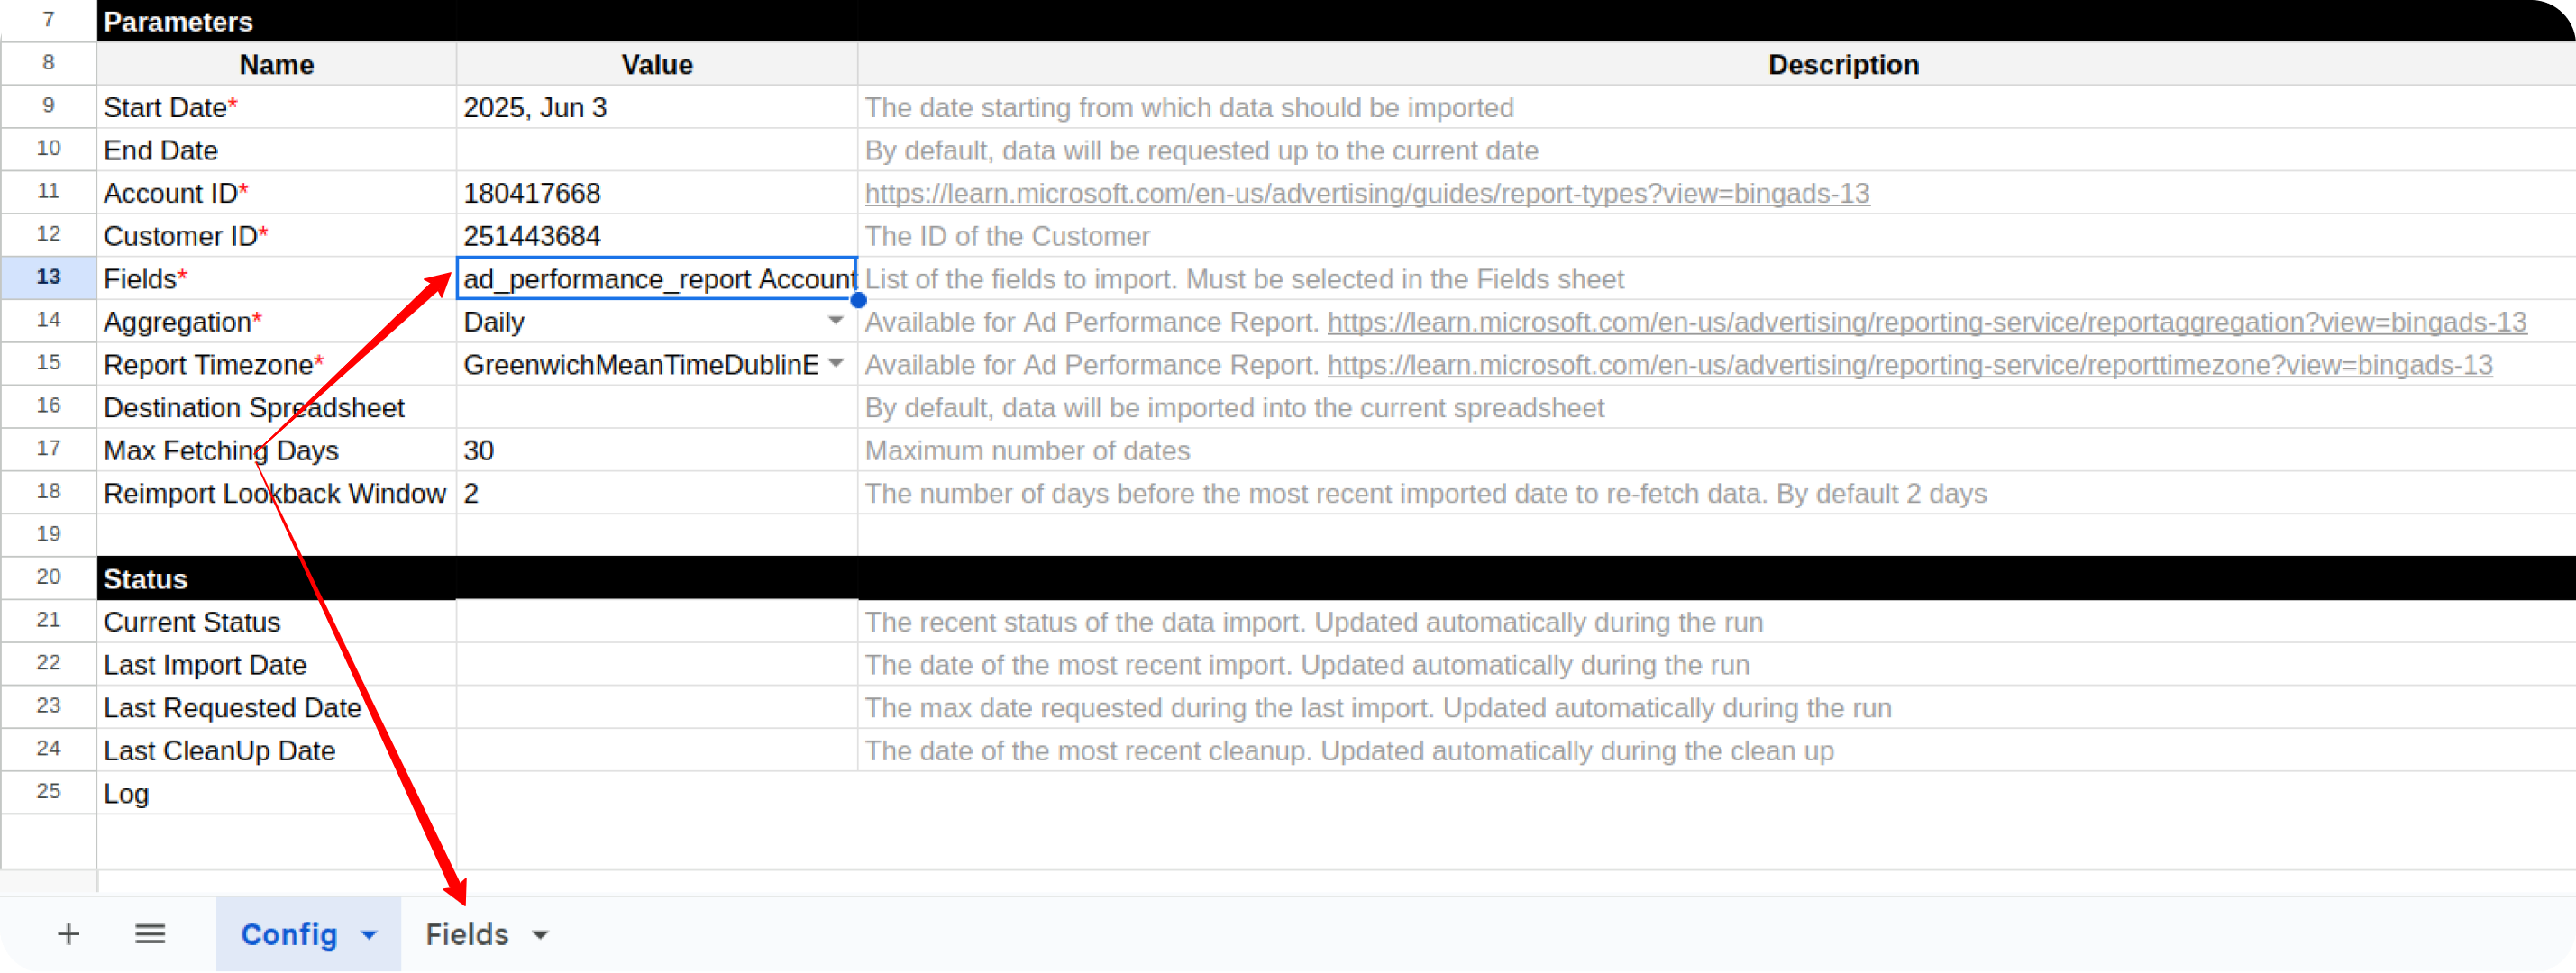 7 Parameters
8 Name Value Description
9 Start Date* 2025, Jun 3 The date starting from which data should be imported
10 End Date By default, data will be requested up to the current date
11 Account ID* 180417668 https://learn.microsoft.com/en-us/advertising/guides/report-types?view=bingads-13
12 Customer ID* 251443684 The ID of the Customer
13 Fields* ad_performance_report Account List of the fields to import. Must be selected in the Fields sheet
14 Aggregation* Daily Available for Ad Performance Report. https://learn.microsoft.com/en-us/advertising/reporting-service/reportaggregation?view=bingads-13
15 Report Timezone* GreenwichMeanTimeDublinE Available for Ad Performance Report. https://learn.microsoft.com/en-us/advertising/reporting-service/reporttimezone?view=bingads-13
16 Destination Spreadsheet By default, data will be imported into the current spreadsheet
17 Max Fetching Days 30 Maximum number of dates
18 Reimport Lookback Window 2 The number of days before the most recent imported date to re-fetch data. By default 2 days
19
20 Status
21 Current Status The recent status of the data import. Updated automatically during the run
22 Last Import Date The date of the most recent import. Updated automatically during the run
23 Last Requested Date The max date requested during the last import. Updated automatically during the run
24 Last CleanUp Date The date of the most recent cleanup. Updated automatically during the clean up
25 Log
Config Fields